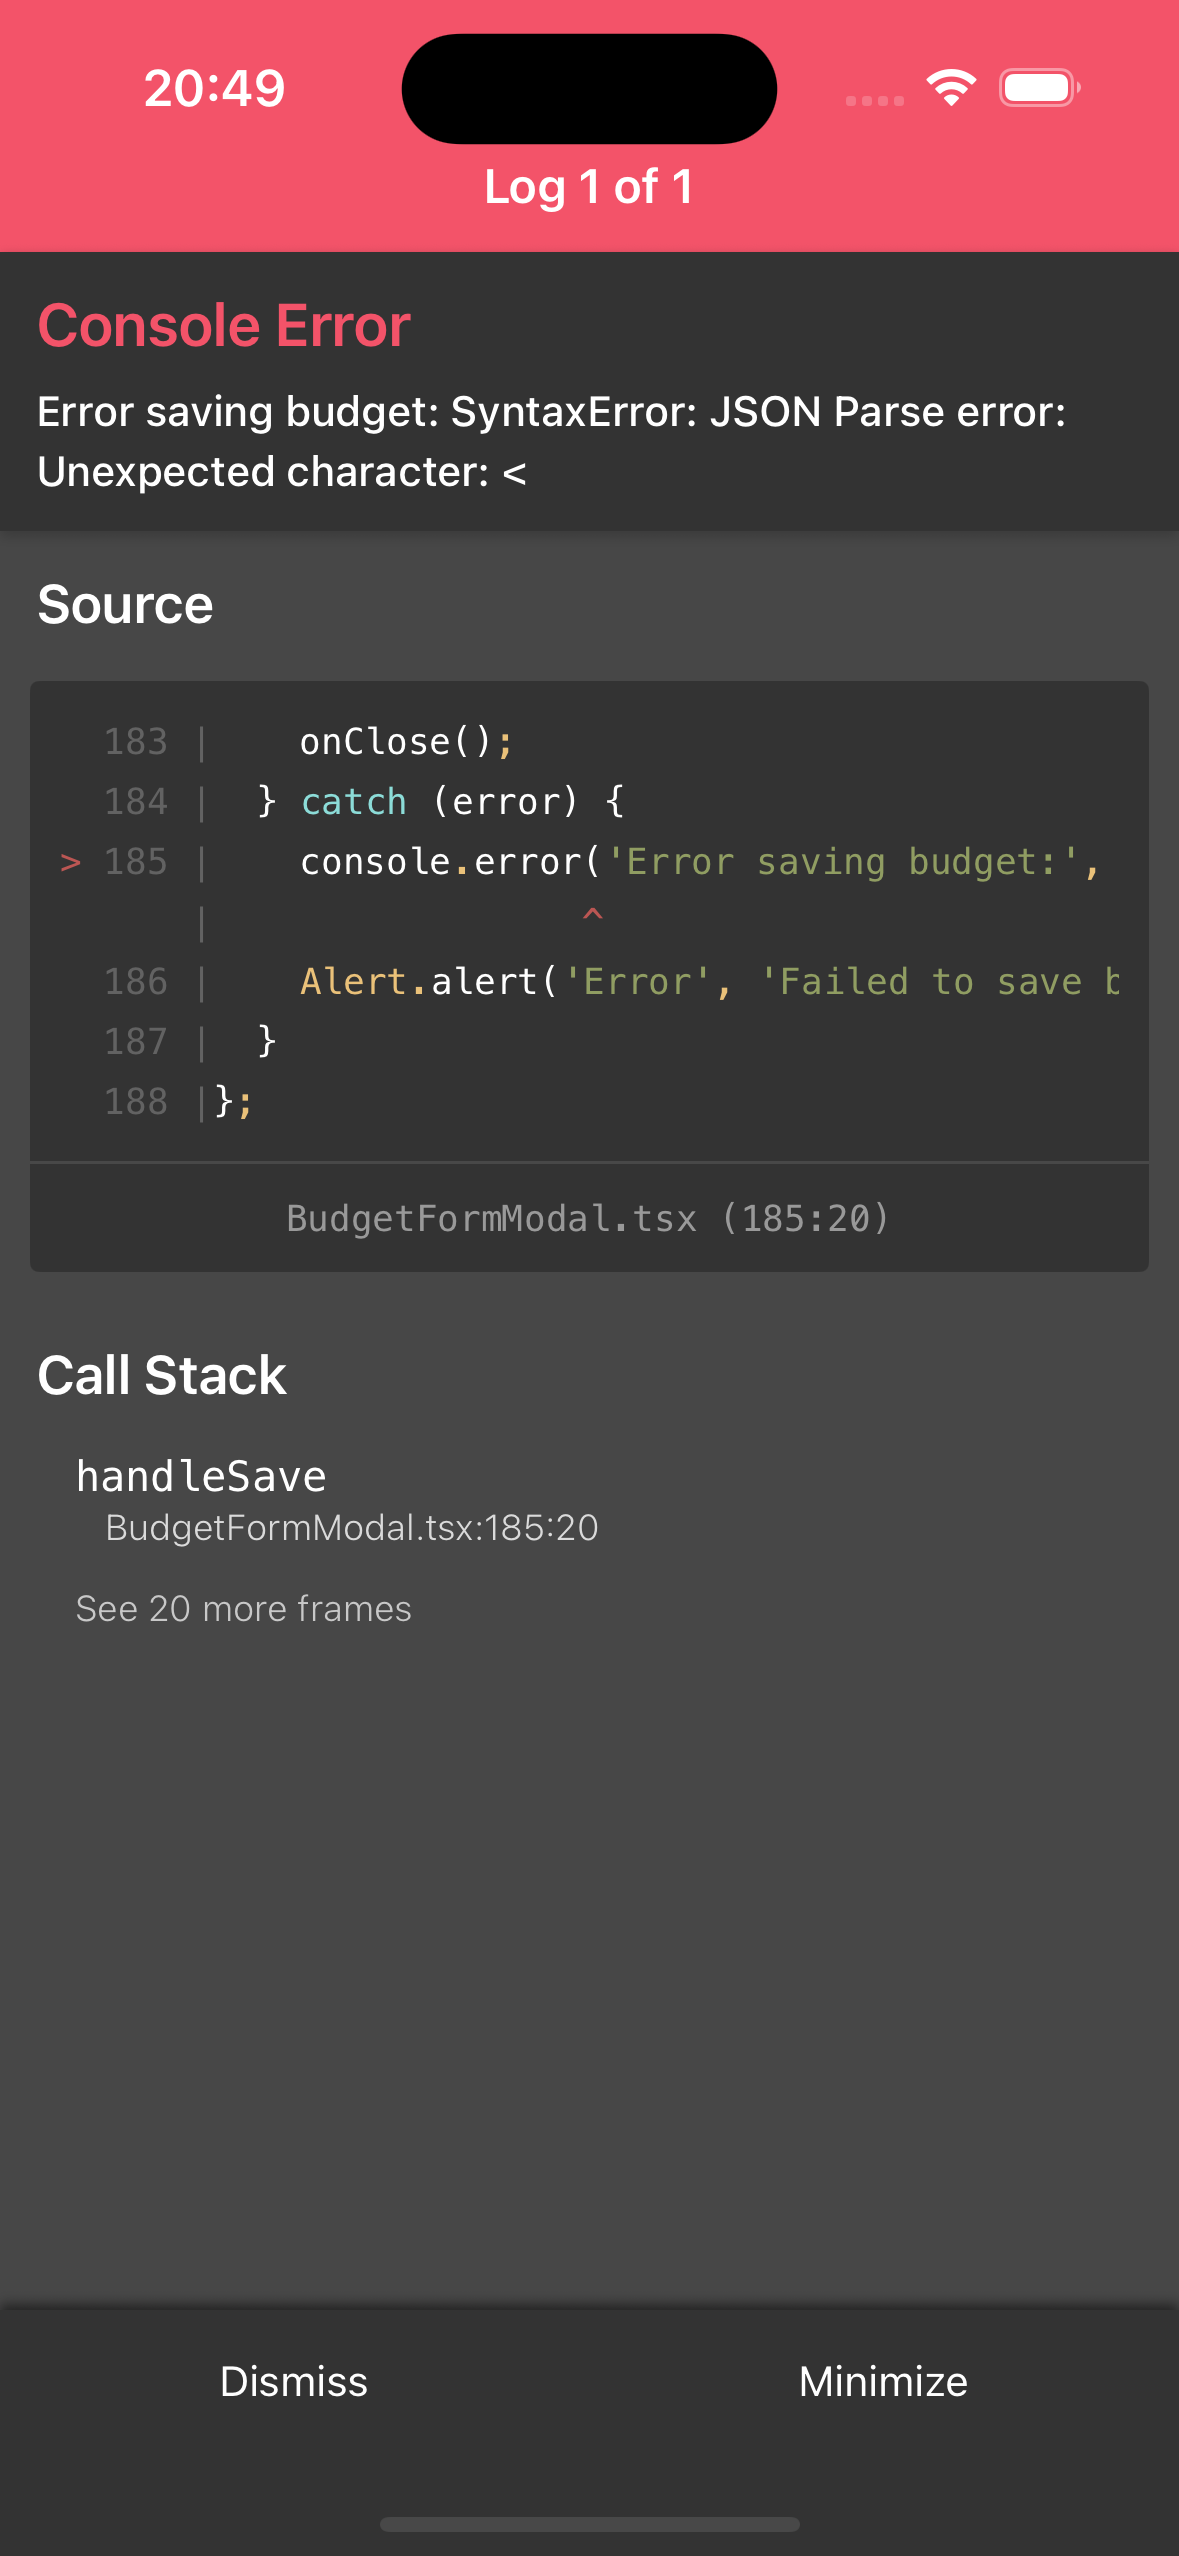 20:49
Log 1 of 1
Console Error
Error saving budget: SyntaxError: JSON Parse error:
Unexpected character: <
Source
183 |    onClose();
184 |  } catch (error) {
> 185 |    console.error('Error saving budget:',
|                 ^
186 |    Alert.alert('Error', 'Failed to save b
187 |  }
188 |};
BudgetFormModal.tsx (185:20)
Call Stack
handleSave
BudgetFormModal.tsx:185:20
See 20 more frames
Dismiss
Minimize